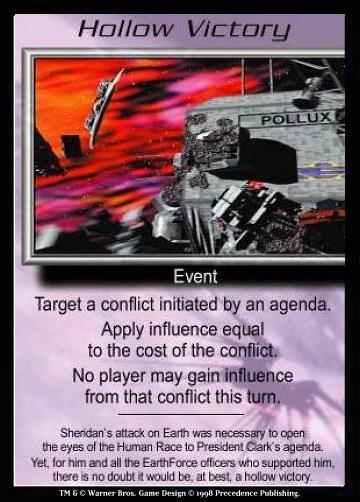 Hollow Victory
POLLUX
Event
Target a conflict initiated by an agenda.
Apply influence equal
to the cost of the conflict.
No player may gain influence
from that conflict this turn.
Sheridan's attack on Earth was necessary to open
the eyes of the Human Race to President Clark's agenda.
Yet, for him and all the EarthForce officers who supported him,
there is no doubt it would be, at best, a hollow victory.
TM & © Warner Bros. Game Design © 1998 Precedence Publishing.